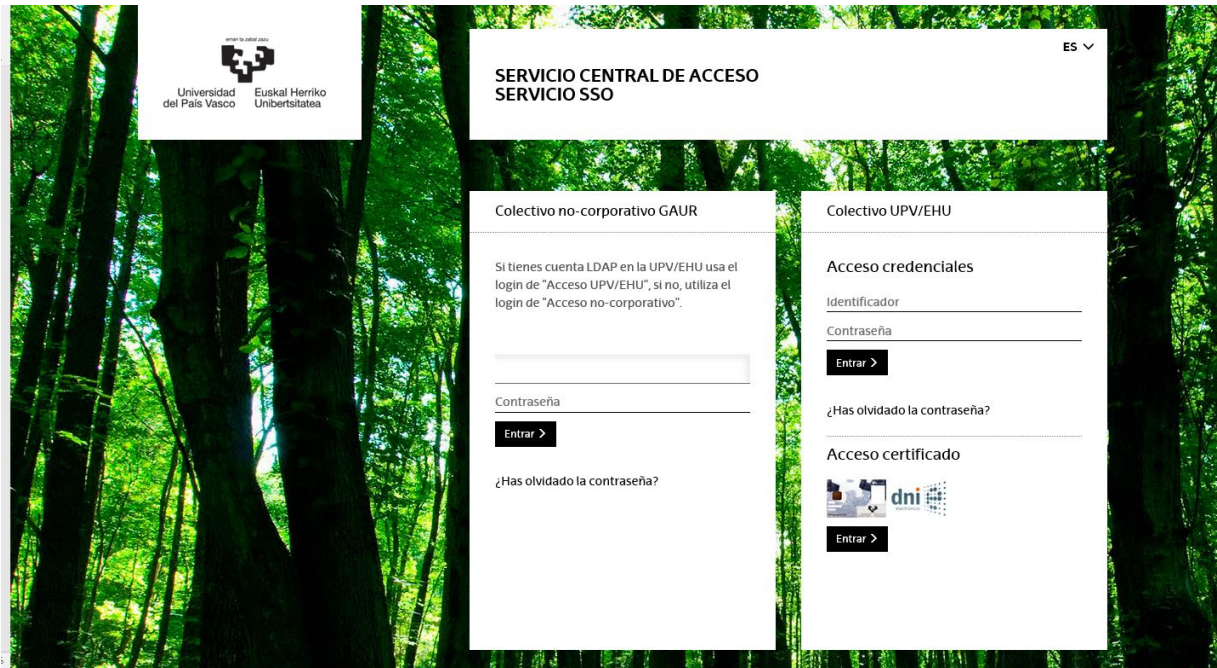 eman ta zabal zazu
Universidad
del País Vasco
Euskal Herriko
Unibertsitatea
ES
SERVICIO CENTRAL DE ACCESO
SERVICIO SSO
Colectivo no-corporativo GAUR
Si tienes cuenta LDAP en la UPV/EHU usa el
login de "Acceso UPV/EHU", si no, utiliza el
login de "Acceso no-corporativo".
Contraseña
Entrar >
¿Has olvidado la contraseña?
Colectivo UPV/EHU
Acceso credenciales
Identificador
Contraseña
Entrar >
¿Has olvidado la contraseña?
Acceso certificado
dni
electrónico
Entrar >